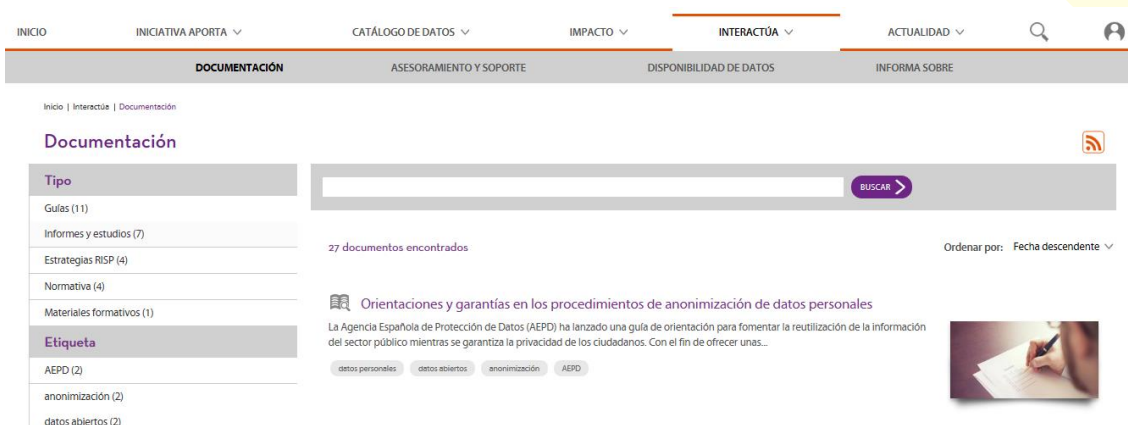 INICIO INICIATIVA APORTA CATÁLOGO DE DATOS IMPACTO INTERACTÚA ACTUALIDAD
DOCUMENTACIÓN ASESORAMIENTO Y SOPORTE DISPONIBILIDAD DE DATOS INFORMA SOBRE
Inicio | Interactúa | Documentación
Documentación
Tipo
Guías (11)
Informes y estudios (7)
Estrategias RISP (4)
Normativa (4)
Materiales formativos (1)
Etiqueta
AEPD (2)
anonimización (2)
datos abiertos (2)
BUSCAR
27 documentos encontrados
Ordenar por: Fecha descendente
Orientaciones y garantías en los procedimientos de anonimización de datos personales
La Agencia Española de Protección de Datos (AEPD) ha lanzado una guía de orientación para fomentar la reutilización de la información
del sector público mientras se garantiza la privacidad de los ciudadanos. Con el fin de ofrecer unas...
datos personales datos abiertos anonimización AEPD